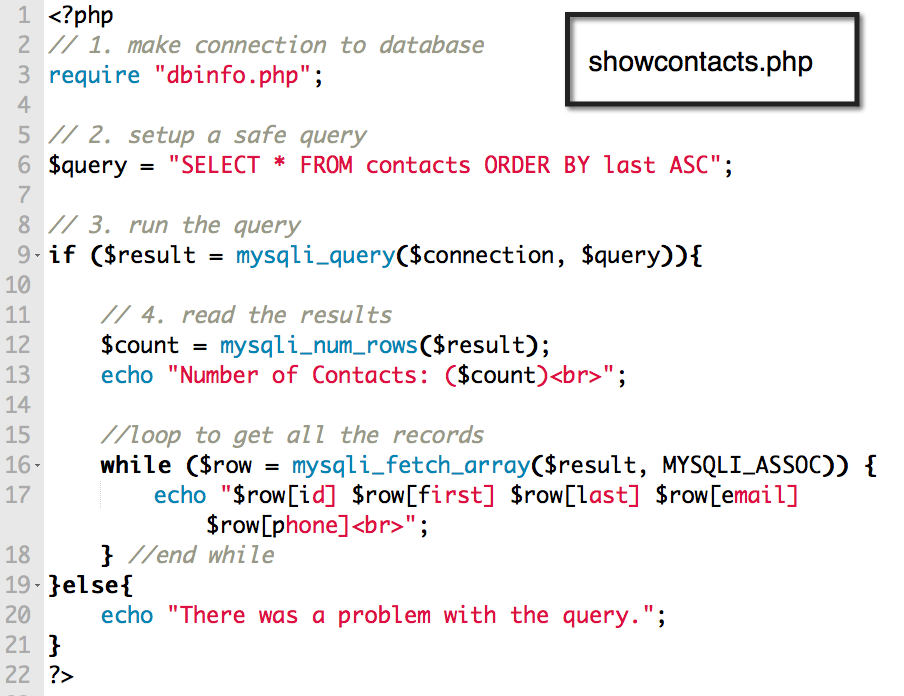 1 <?php
2 // 1. make connection to database
3 require "dbinfo.php";
showcontacts.php
4
5 // 2. setup a safe query
6 $query = "SELECT * FROM contacts ORDER BY last ASC";
7
8 // 3. run the query
9 if ($result = mysqli_query($connection, $query)){
10
11     // 4. read the results
12     $count = mysqli_num_rows($result);
13     echo "Number of Contacts: ($count)<br>";
14
15     //loop to get all the records
16     while ($row = mysqli_fetch_array($result, MYSQLI_ASSOC)) {
17         echo "$row[id] $row[first] $row[last] $row[email]
            $row[phone]<br>";
18     } //end while
19 }else{
20     echo "There was a problem with the query.";
21 }
22 ?>